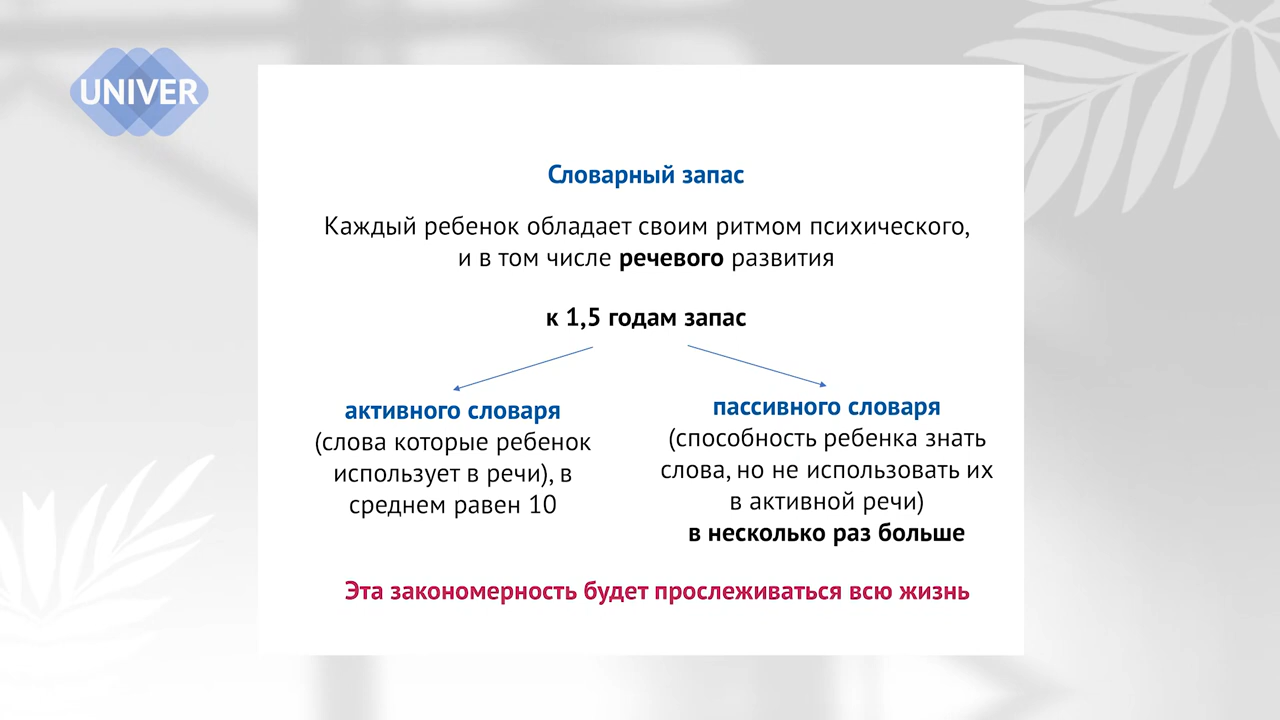 UNIVER
Словарный запас
Каждый ребенок обладает своим ритмом психического,
и в том числе речевого развития
к 1,5 годам запас
активного словаря
(слова которые ребенок
использует в речи), в
среднем равен 10
пассивного словаря
(способность ребенка знать
слова, но не использовать их
в активной речи)
в несколько раз больше
Эта закономерность будет прослеживаться всю жизнь